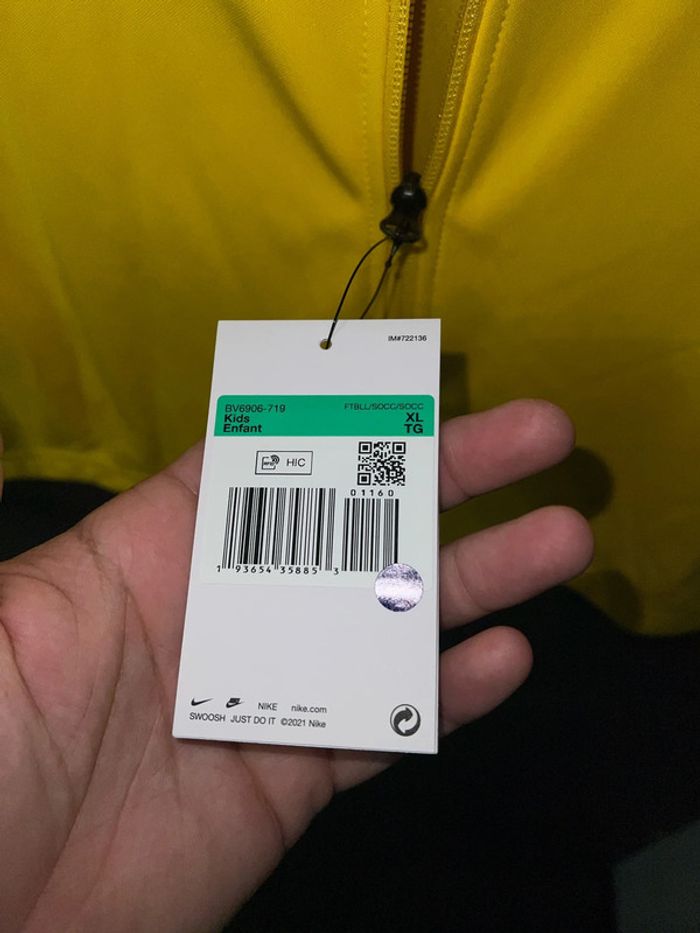 IM#722136
BV6906-719 FTBLL/SOCC/SOCC
Kids XL
Enfant TG
HIC
01160
1 93654 35885 3
NIKE nike.com
SWOOSH JUST DO IT ©2021 Nike